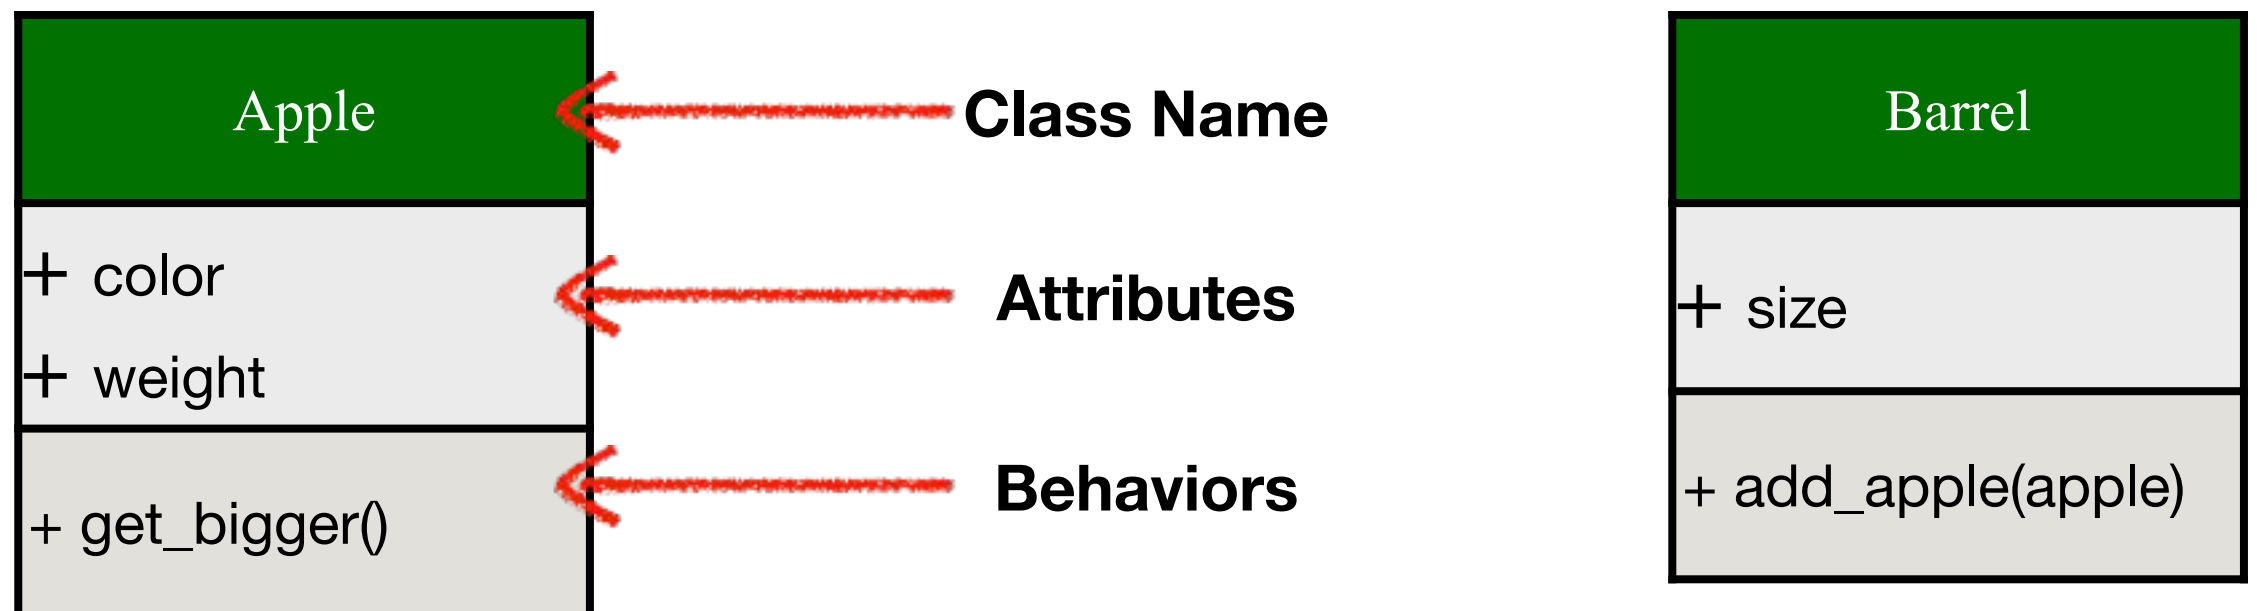 Apple
+ color
+ weight
+ get_bigger()
Class Name
Attributes
Behaviors
Barrel
+ size
+ add_apple(apple)